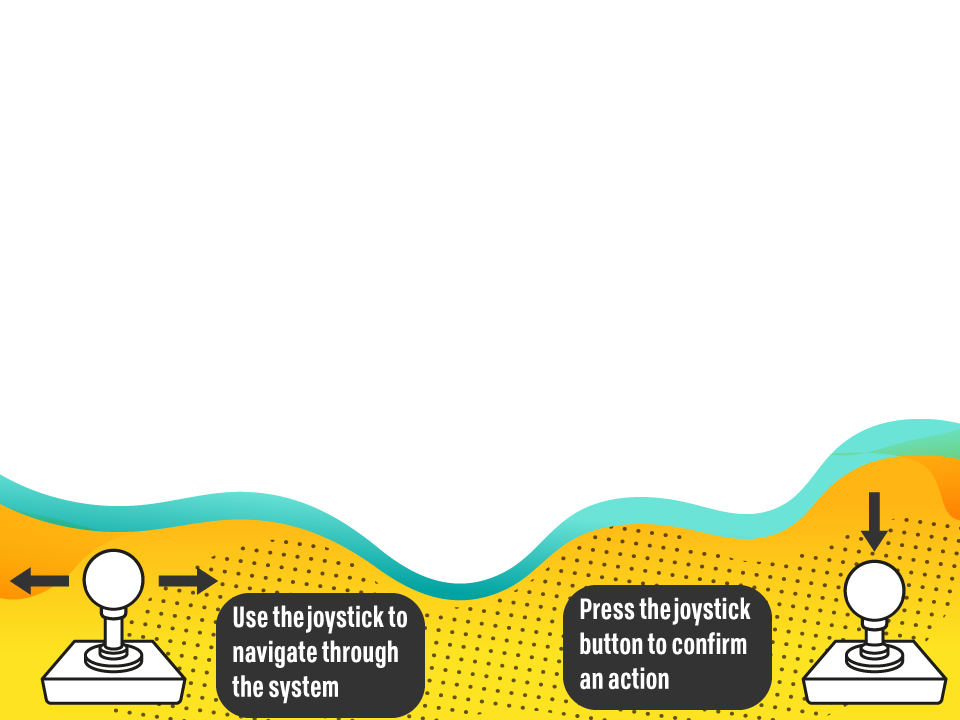 Use the joystick to
navigate through
the system
Press the joystick
button to confirm
an action